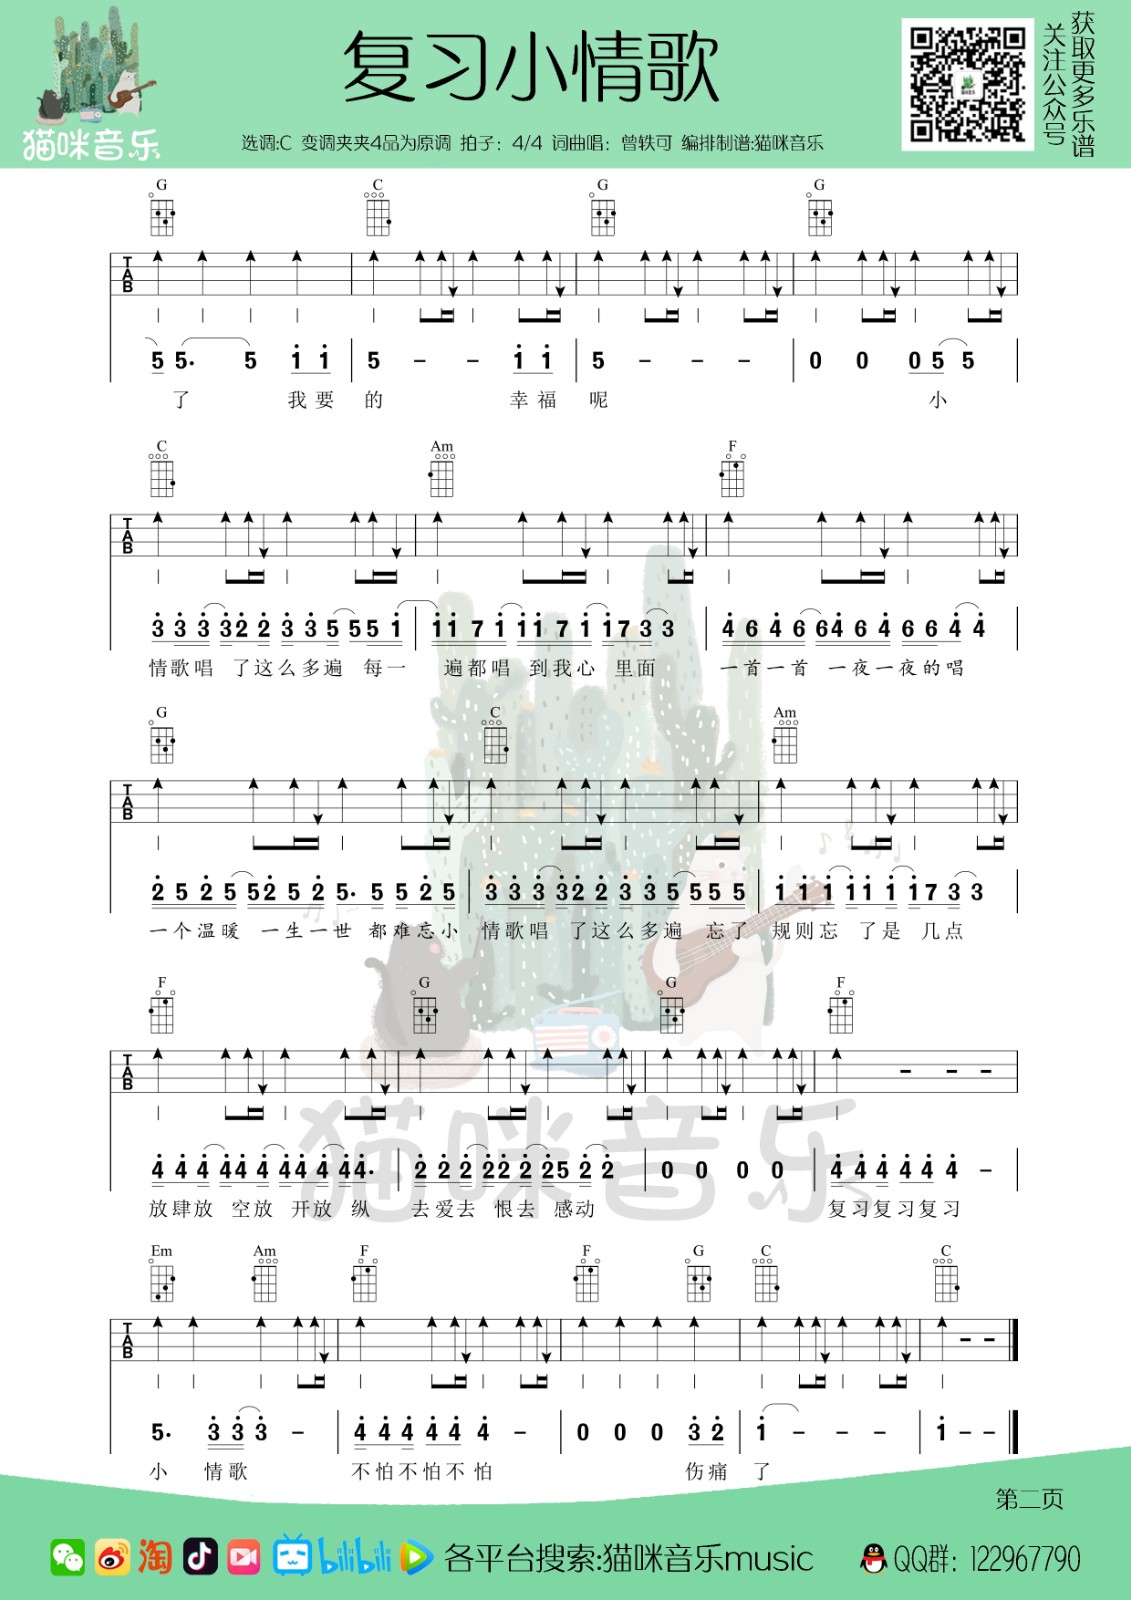 复习小情歌
猫咪音乐
选调:C 变调夹夹4品为原调 拍子：4/4 词曲唱：曾轶可 编排制谱:猫咪音乐
获取更多乐谱
关注公众号
G C G G
T A B
5 5. 5 1 1 5 - - 1 1 5 - - - 0 0 0 5 5
了 我要的 幸福呢 小
C Am F
T A B
3 3 3 3 2 2 3 3 5 5 5 1 1 1 7 1 1 1 7 1 1 7 3 3 4 6 4 6 6 4 6 4 6 6 4 4
情歌唱 了这么多遍 每一 遍都唱 到我心 里面 一首一首 一夜一夜的唱
G C Am
T A B
2 5 2 5 5 2 5 2 5. 5 5 2 5 3 3 3 3 2 2 3 3 5 5 5 5 1 1 1 1 1 1 1 7 3 3
一个温暖 一生一世 都难忘小 情歌唱 了这么多遍 忘了 规则忘 了是 几点
F G G F
T A B - - -
4 4 4 4 4 4 4 4 4 4 4. 2 2 2 2 2 2 2 5 2 2 0 0 0 0 4 4 4 4 4 4 -
放肆放 空放 开放 纵 去爱去 恨去 感动 复习复习复习
猫咪音乐
Em Am F F G C C
T A B - -
5. 3 3 3 - 4 4 4 4 4 4 - 0 0 0 3 2 1 - - - 1 - -
小 情歌 不怕不怕不怕 伤痛 了
第二页
淘 bilibili 各平台搜索:猫咪音乐music QQ群：122967790